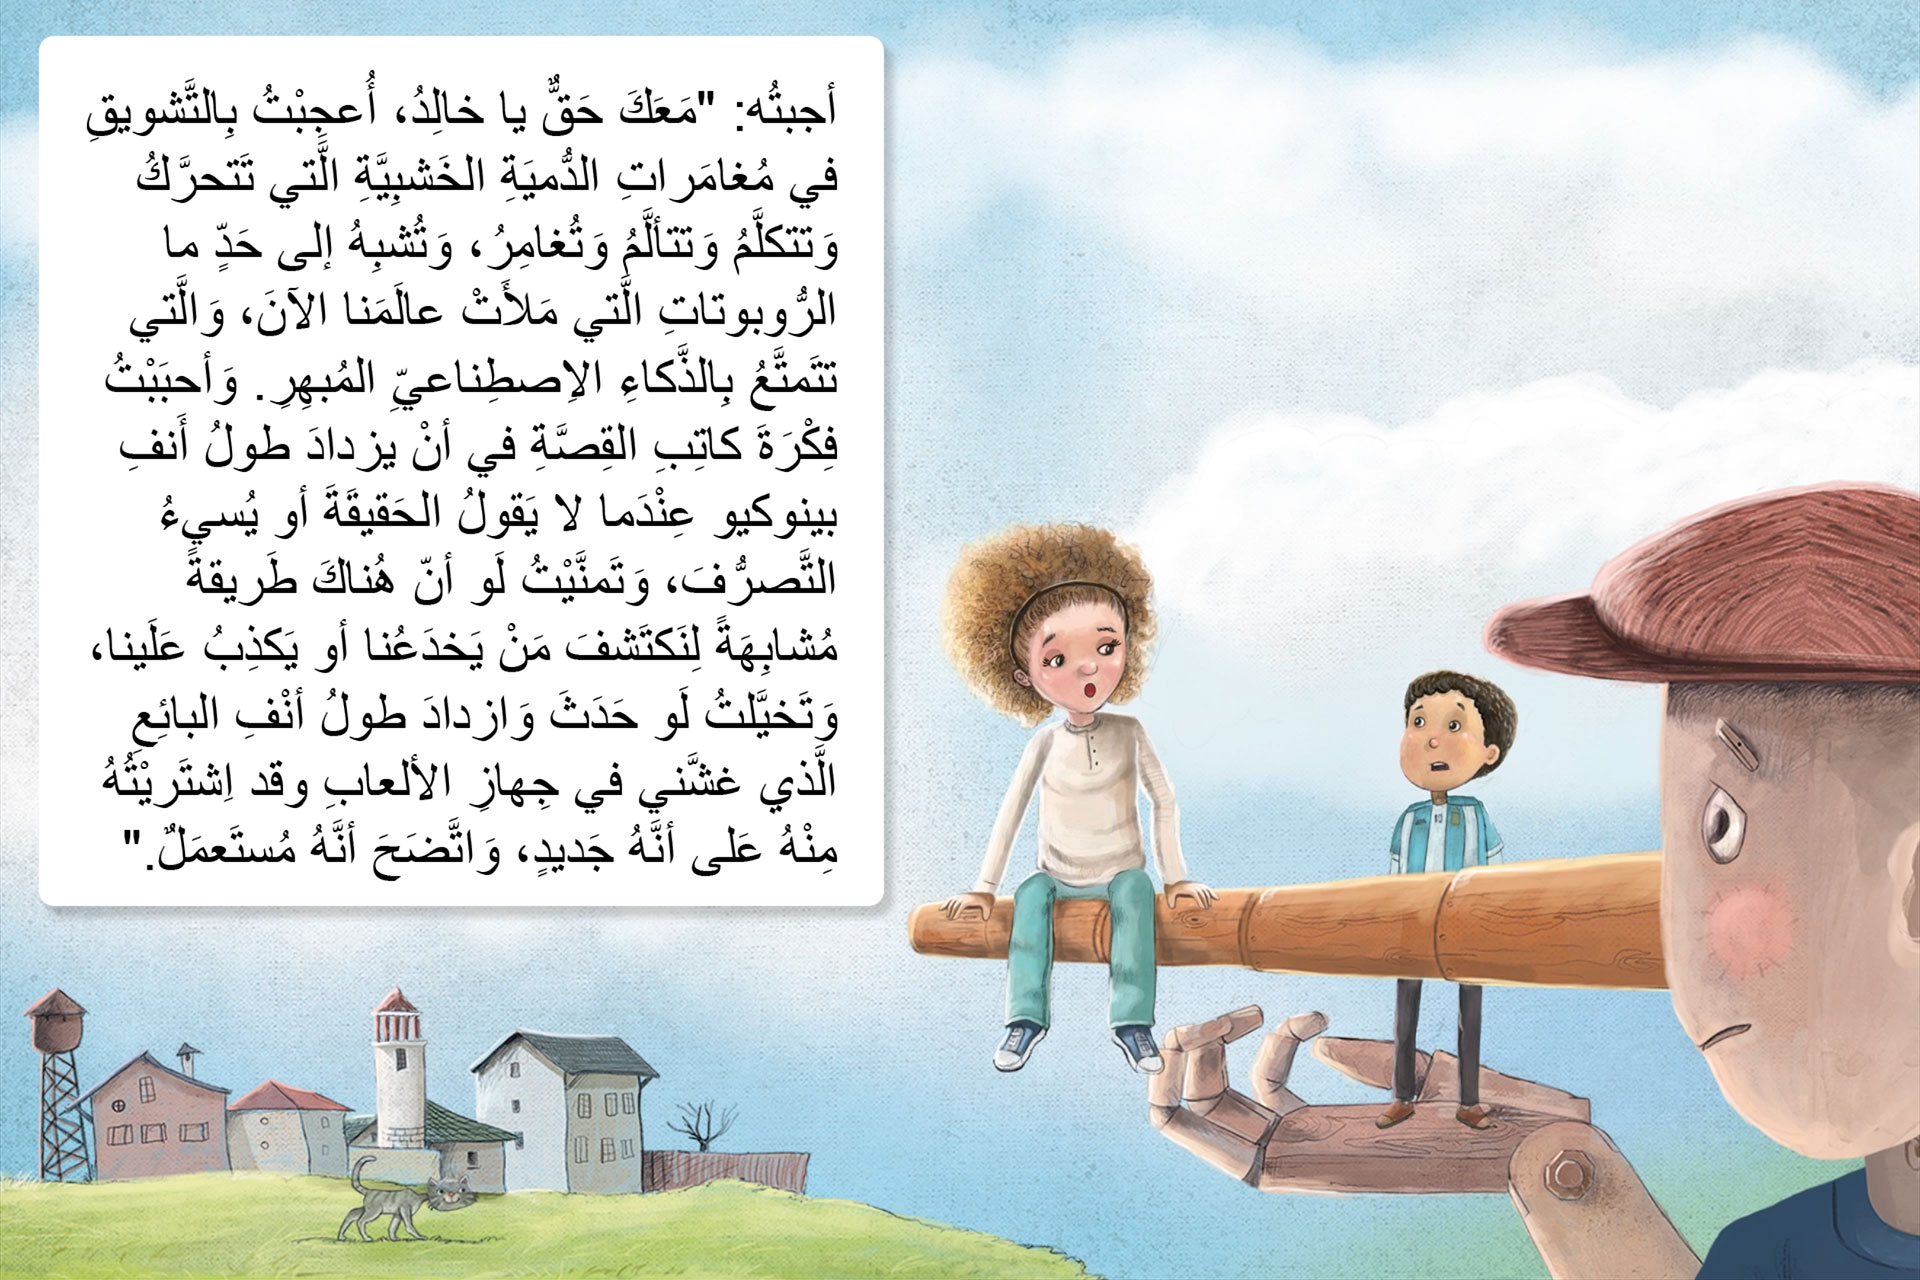 أجبتُه: "مَعَكَ حَقٌّ يا خالِدُ، أُعجِبْتُ بِالتَّشويقِ
في مُغامَراتِ الدُّميَةِ الخَشبِيَّةِ الَّتي تَتحرَّكُ
وَتتكلَّمُ وَتتألَّمُ وَتُغامِرُ، وَتُشبِهُ إلى حَدٍّ ما
الرُّوبوتاتِ الَّتي مَلأَتْ عالَمَنا الآنَ، وَالَّتي
تتَمتَّعُ بِالذَّكاءِ الاِصطِناعيِّ المُبهِرِ. وَأحبَبْتُ
فِكْرَةَ كاتِبِ القِصَّةِ في أنْ يزدادَ طولُ أَنفِ
بينوكيو عِنْدَما لا يَقولُ الحَقيقَةَ أو يُسيءُ
التَّصرُّفَ، وَتَمنَّيْتُ لَو أنّ هُناكَ طَريقةً
مُشابِهَةً لِنَكتَشفَ مَنْ يَخدَعُنا أو يَكذِبُ عَلَينا،
وَتَخيَّلتُ لَو حَدَثَ وَازدادَ طولُ أنْفِ البائِعِ
الَّذي غشَّني في جِهازِ الألعابِ وقد اِشتَريْتُهُ
مِنْهُ عَلى أنَّهُ جَديدٍ، وَاتَّضَحَ أنَّهُ مُستَعمَلٌ."